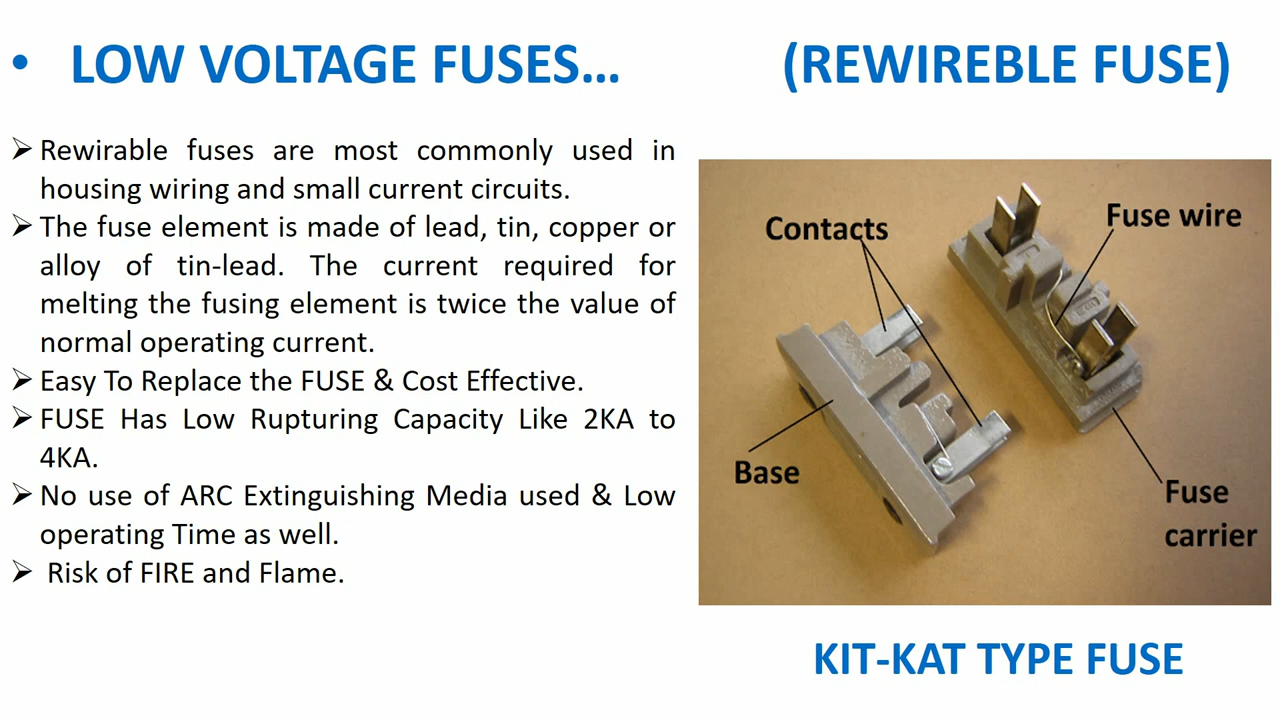 • LOW VOLTAGE FUSES... (REWIREBLE FUSE)
➢ Rewirable fuses are most commonly used in
housing wiring and small current circuits.
➢ The fuse element is made of lead, tin, copper or
alloy of tin-lead. The current required for
melting the fusing element is twice the value of
normal operating current.
➢ Easy To Replace the FUSE & Cost Effective.
➢ FUSE Has Low Rupturing Capacity Like 2KA to
4KA.
➢ No use of ARC Extinguishing Media used & Low
operating Time as well.
➢ Risk of FIRE and Flame.
Contacts
Fuse wire
Base
Fuse
carrier
KIT-KAT TYPE FUSE